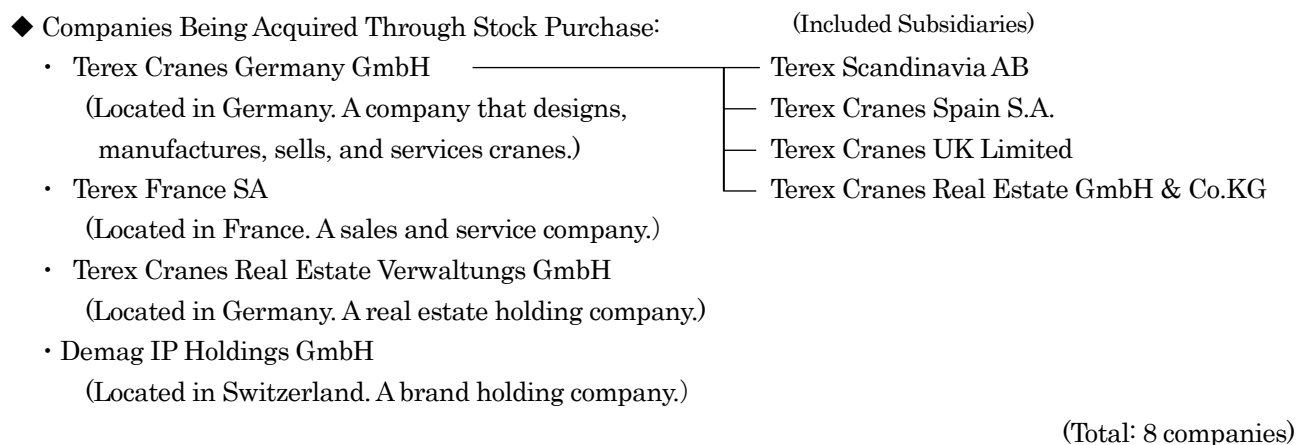 ◆ Companies Being Acquired Through Stock Purchase: (Included Subsidiaries)
・ Terex Cranes Germany GmbH Terex Scandinavia AB
(Located in Germany. A company that designs, Terex Cranes Spain S.A.
manufactures, sells, and services cranes.) Terex Cranes UK Limited
・ Terex France SA Terex Cranes Real Estate GmbH & Co.KG
(Located in France. A sales and service company.)
・ Terex Cranes Real Estate Verwaltungs GmbH
(Located in Germany. A real estate holding company.)
・Demag IP Holdings GmbH
(Located in Switzerland. A brand holding company.)
(Total: 8 companies)